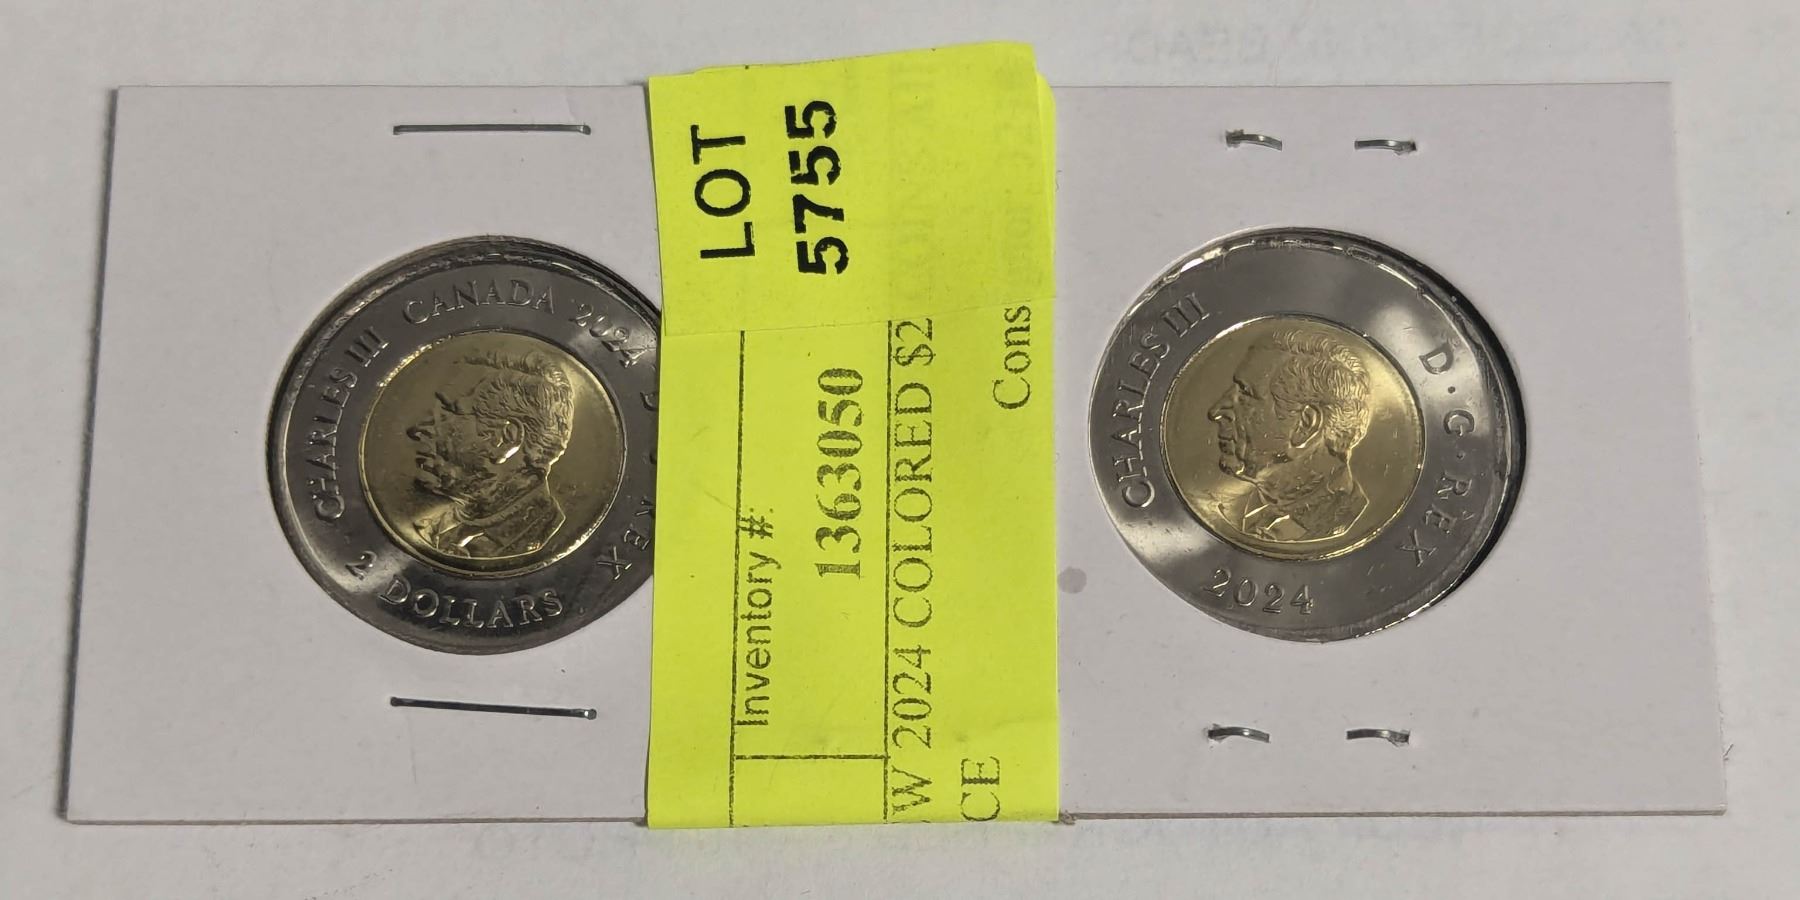 CHARLES III CANADA 2024
REX
2 DOLLARS
LOT
5755
Inventory #:
1363050
W 2024 COLORED $2
CE
Cons
CHARLES III
D·G·REX
2024